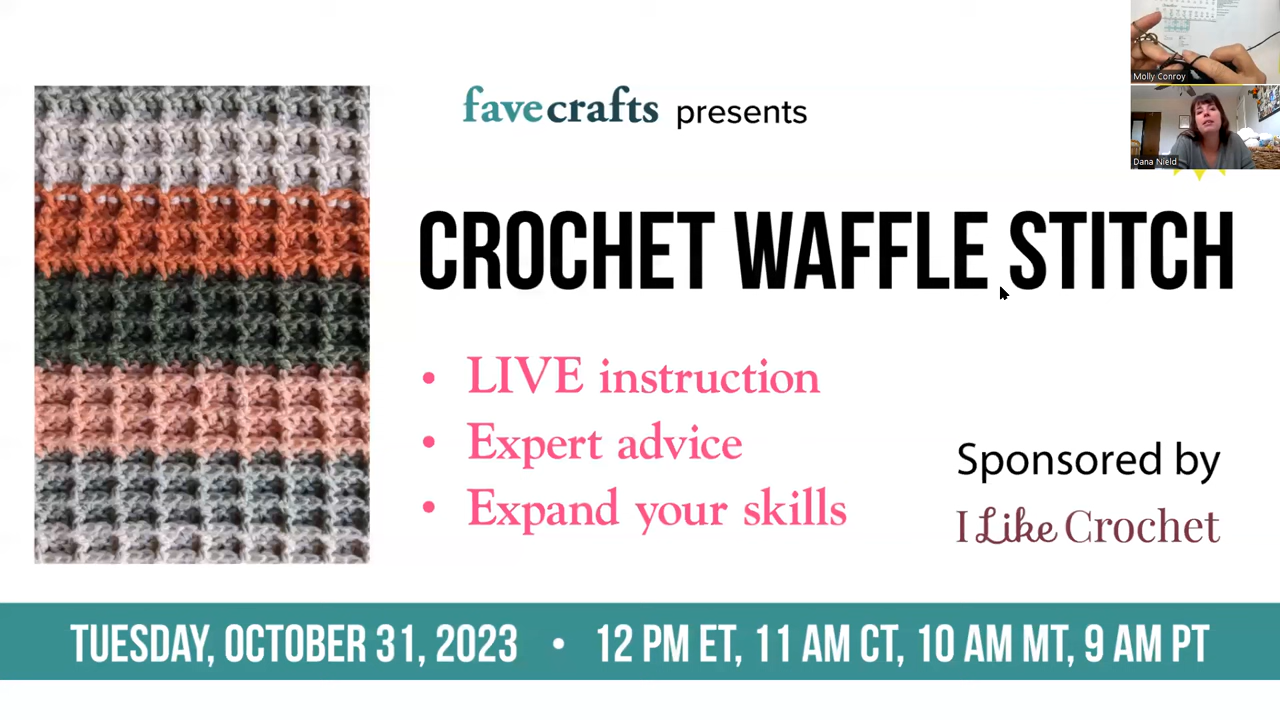 Molly Conroy
Dana Nield
favecrafts presents
CROCHET WAFFLE STITCH
• LIVE instruction
• Expert advice
• Expand your skills
Sponsored by
I Like Crochet
TUESDAY, OCTOBER 31, 2023 • 12 PM ET, 11 AM CT, 10 AM MT, 9 AM PT